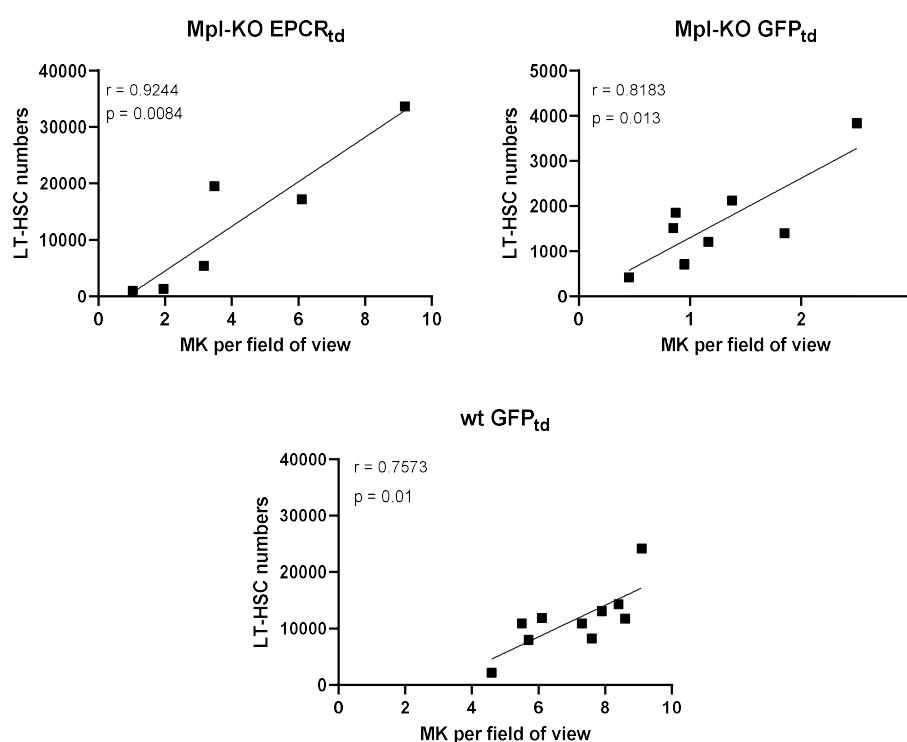 Mpl-KO EPCRtd
r = 0.9244
p = 0.0084
LT-HSC numbers
40000
30000
20000
10000
0
0 2 4 6 8 10
MK per field of view
Mpl-KO GFPtd
r = 0.8183
p = 0.013
LT-HSC numbers
5000
4000
3000
2000
1000
0
0 1 2
MK per field of view
wt GFPtd
r = 0.7573
p = 0.01
LT-HSC numbers
40000
30000
20000
10000
0
0 2 4 6 8 10
MK per field of view